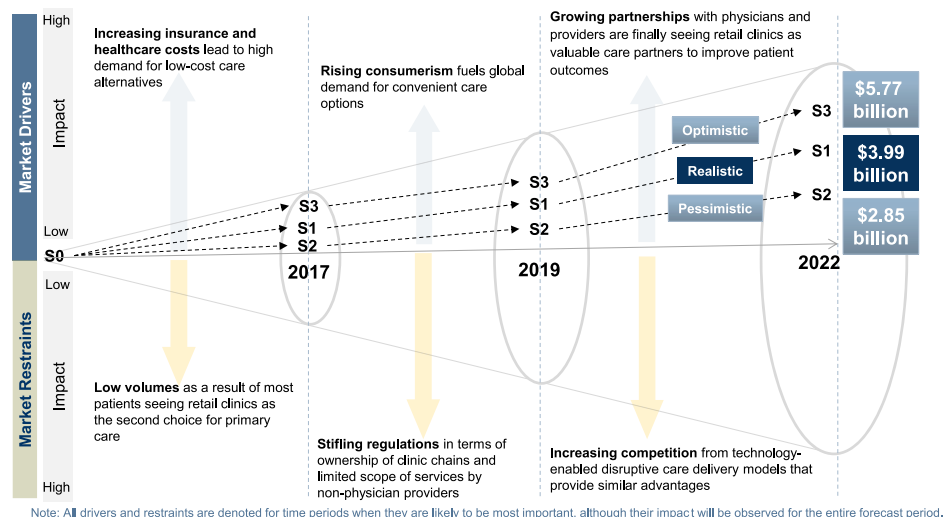 Market Drivers
Market Restraints
High
Impact
Low
S0
Low
Impact
High
Increasing insurance and
healthcare costs lead to high
demand for low-cost care
alternatives
Rising consumerism fuels global
demand for convenient care
options
Growing partnerships with physicians and
providers are finally seeing retail clinics as
valuable care partners to improve patient
outcomes
S3
S1
S2
2017
S3
S1
S2
2019
Optimistic
Realistic
Pessimistic
S3
S1
S2
2022
$5.77
billion
$3.99
billion
$2.85
billion
Low volumes as a result of most
patients seeing retail clinics as
the second choice for primary
care
Stifling regulations in terms of
ownership of clinic chains and
limited scope of services by
non-physician providers
Increasing competition from technology-
enabled disruptive care delivery models that
provide similar advantages
Note: All drivers and restraints are denoted for time periods when they are likely to be most important, although their impact will be observed for the entire forecast period.